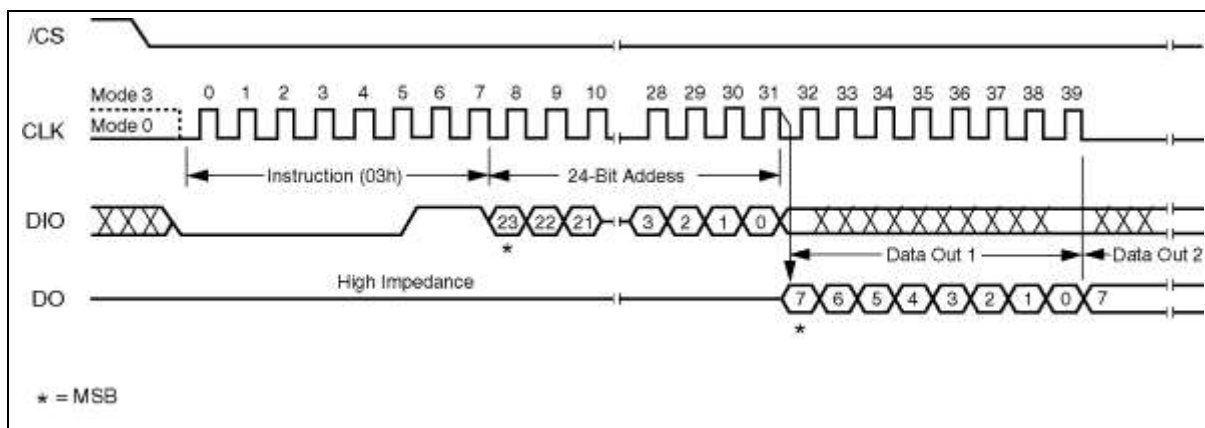 /CS
Mode 3
0 1 2 3 4 5 6 7 8 9 10 28 29 30 31 32 33 34 35 36 37 38 39
CLK
Mode 0
Instruction (03h) 24-Bit Addess
DIO
23 22 21 3 2 1 0
*
Data Out 1 Data Out 2
High Impedance
DO
7 6 5 4 3 2 1 0 7
*
* = MSB